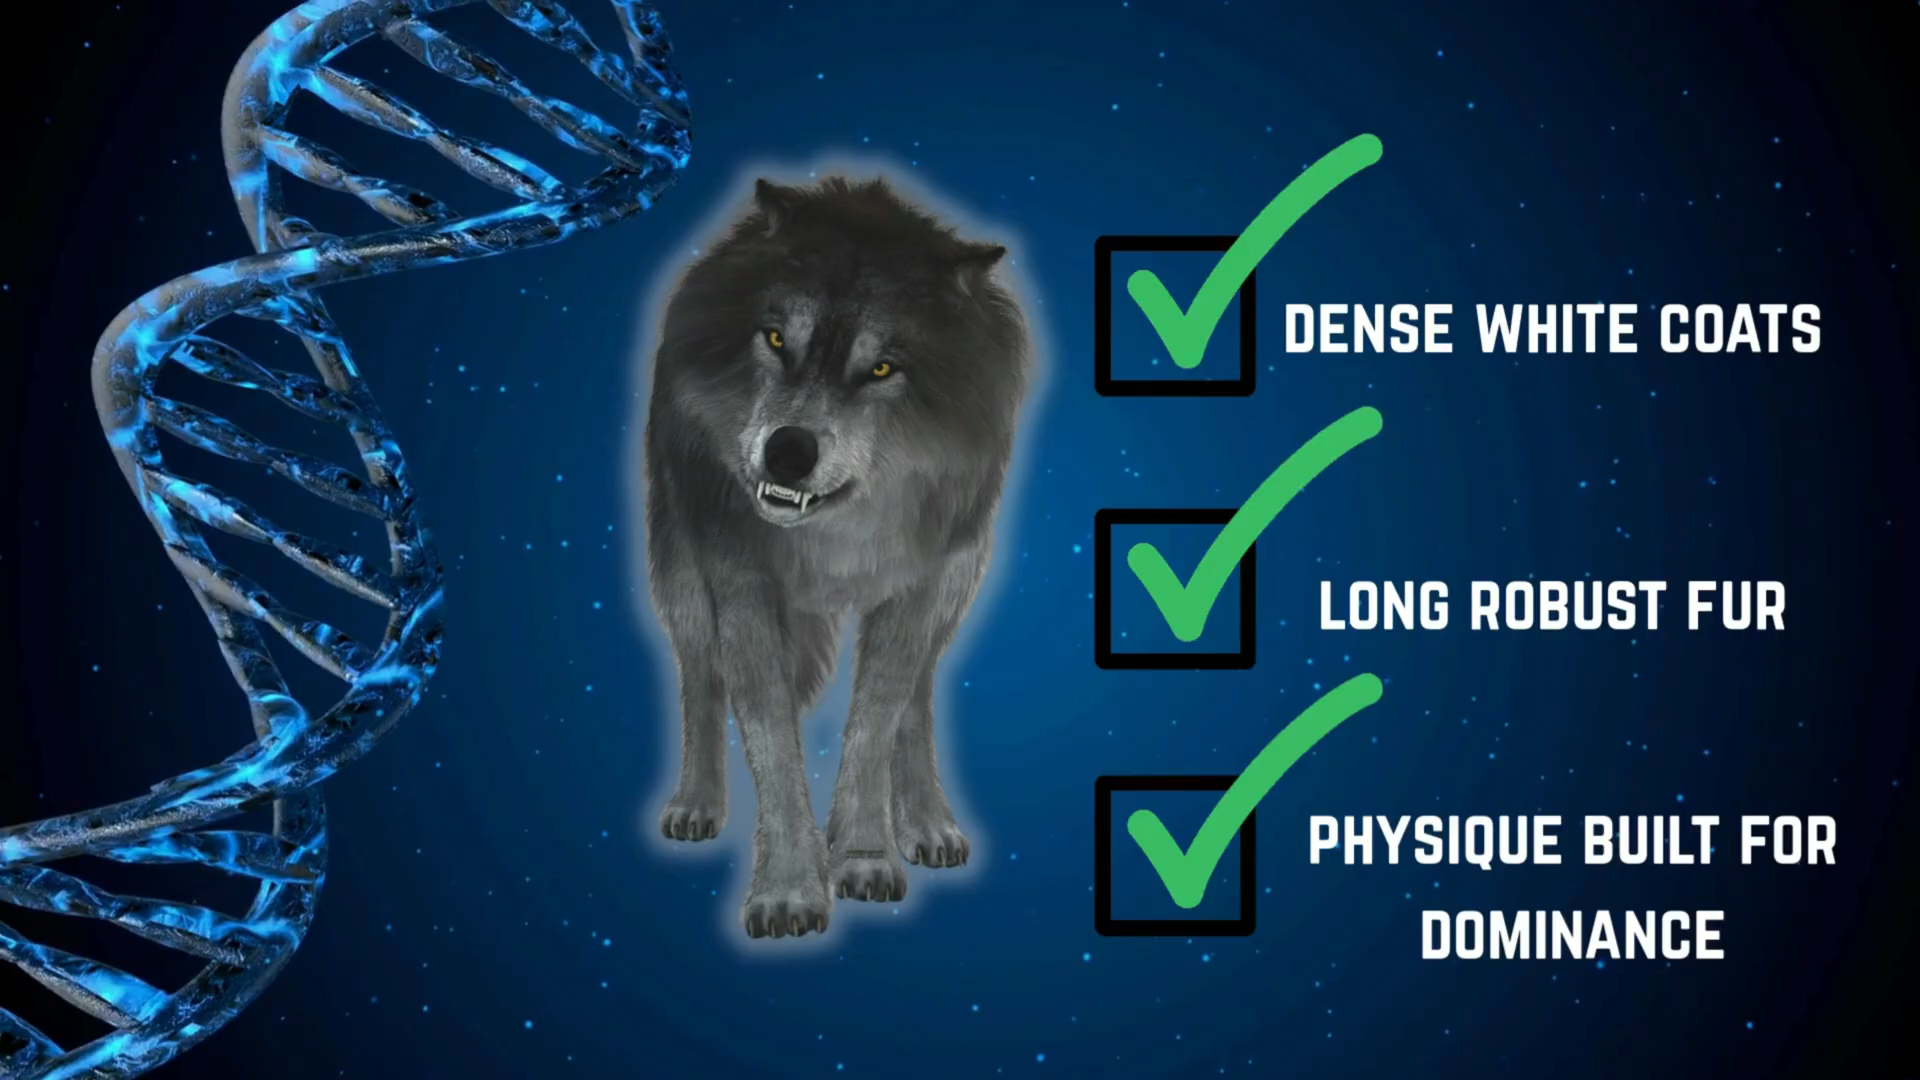 DENSE WHITE COATS
LONG ROBUST FUR
PHYSIQUE BUILT FOR
DOMINANCE